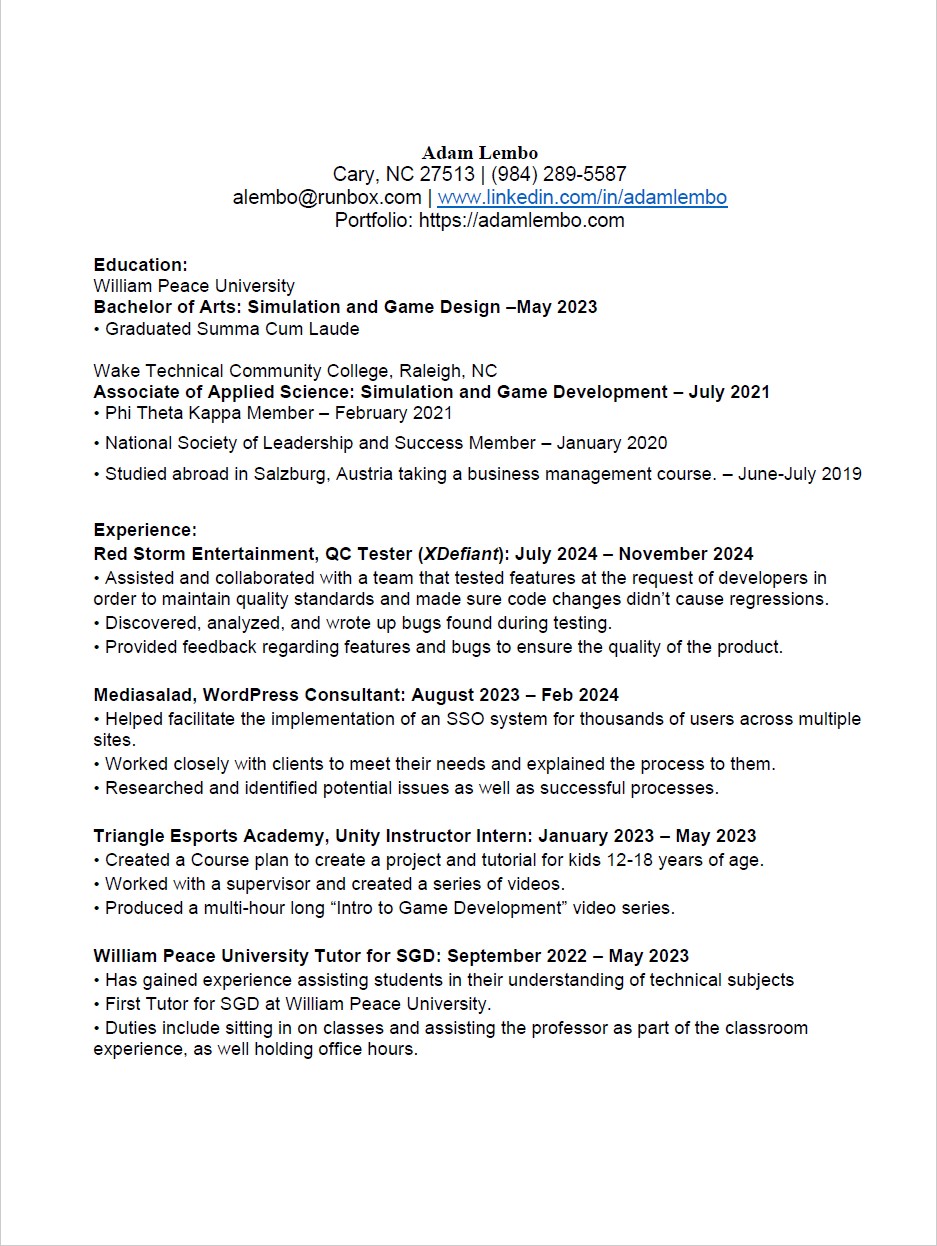 Adam Lembo
Cary, NC 27513 | (984) 289-5587
alembo@runbox.com | www.linkedin.com/in/adamlembo
Portfolio: https://adamlembo.com
Education:
William Peace University
Bachelor of Arts: Simulation and Game Design –May 2023
• Graduated Summa Cum Laude
Wake Technical Community College, Raleigh, NC
Associate of Applied Science: Simulation and Game Development – July 2021
• Phi Theta Kappa Member – February 2021
• National Society of Leadership and Success Member – January 2020
• Studied abroad in Salzburg, Austria taking a business management course. – June-July 2019
Experience:
Red Storm Entertainment, QC Tester (XDefiant): July 2024 – November 2024
• Assisted and collaborated with a team that tested features at the request of developers in
order to maintain quality standards and made sure code changes didn’t cause regressions.
• Discovered, analyzed, and wrote up bugs found during testing.
• Provided feedback regarding features and bugs to ensure the quality of the product.
Mediasalad, WordPress Consultant: August 2023 – Feb 2024
• Helped facilitate the implementation of an SSO system for thousands of users across multiple
sites.
• Worked closely with clients to meet their needs and explained the process to them.
• Researched and identified potential issues as well as successful processes.
Triangle Esports Academy, Unity Instructor Intern: January 2023 – May 2023
• Created a Course plan to create a project and tutorial for kids 12-18 years of age.
• Worked with a supervisor and created a series of videos.
• Produced a multi-hour long “Intro to Game Development” video series.
William Peace University Tutor for SGD: September 2022 – May 2023
• Has gained experience assisting students in their understanding of technical subjects
• First Tutor for SGD at William Peace University.
• Duties include sitting in on classes and assisting the professor as part of the classroom
experience, as well holding office hours.